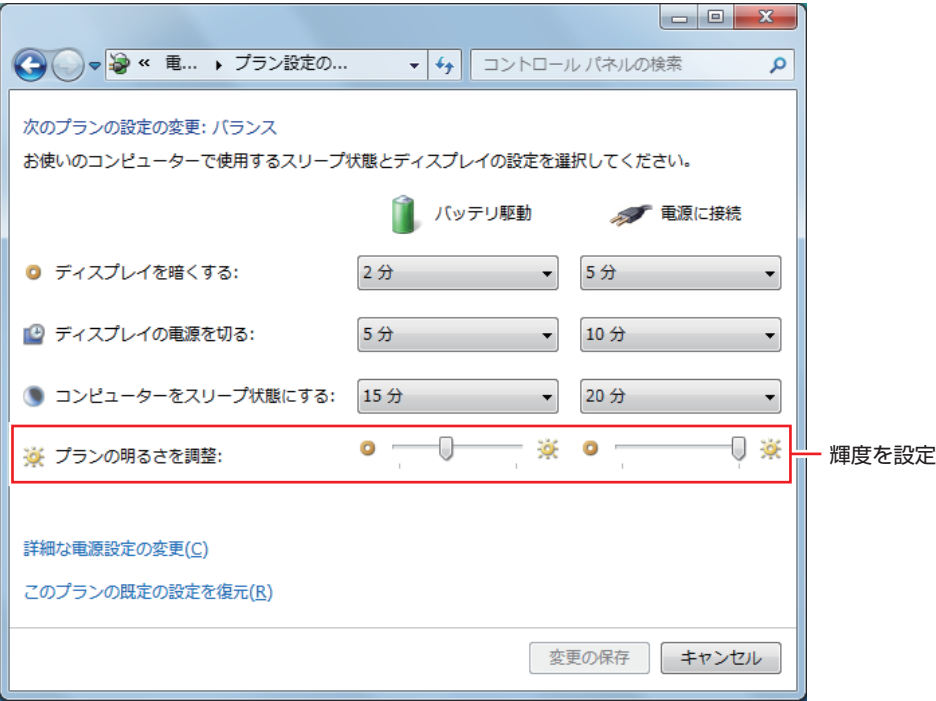 « 電... ▸ プラン設定の... コントロール パネルの検索
次のプランの設定の変更: バランス
お使いのコンピューターで使用するスリープ状態とディスプレイの設定を選択してください。
バッテリ駆動 電源に接続
ディスプレイを暗くする: 2 分 5 分
ディスプレイの電源を切る: 5 分 10 分
コンピューターをスリープ状態にする: 15 分 20 分
プランの明るさを調整:
輝度を設定
詳細な電源設定の変更(C)
このプランの既定の設定を復元(R)
変更の保存 キャンセル